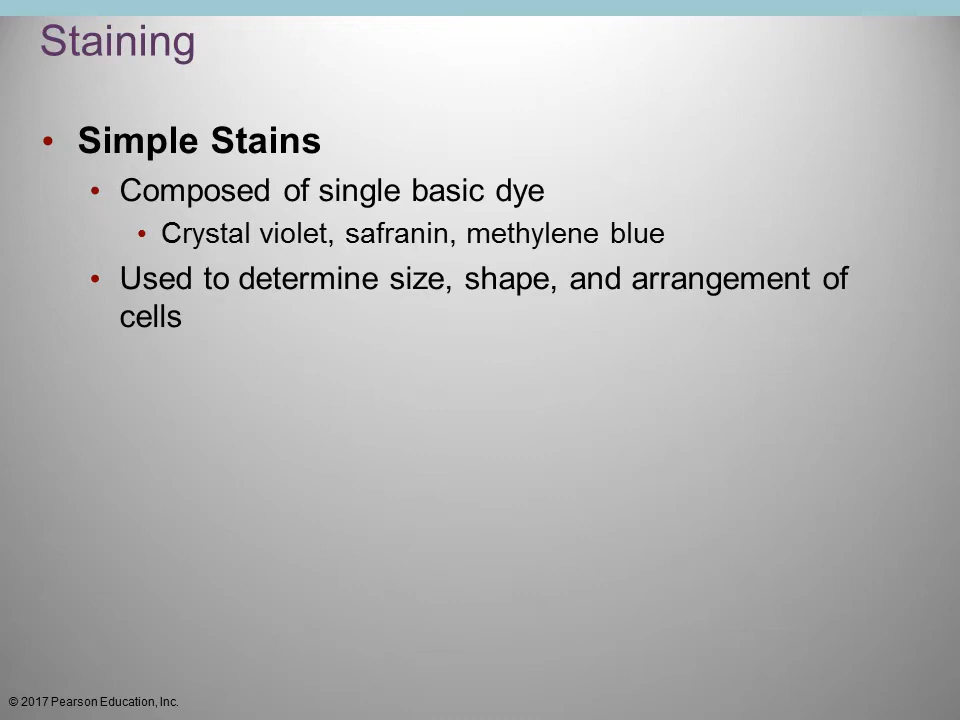 Staining
• Simple Stains
• Composed of single basic dye
• Crystal violet, safranin, methylene blue
• Used to determine size, shape, and arrangement of
cells
© 2017 Pearson Education, Inc.